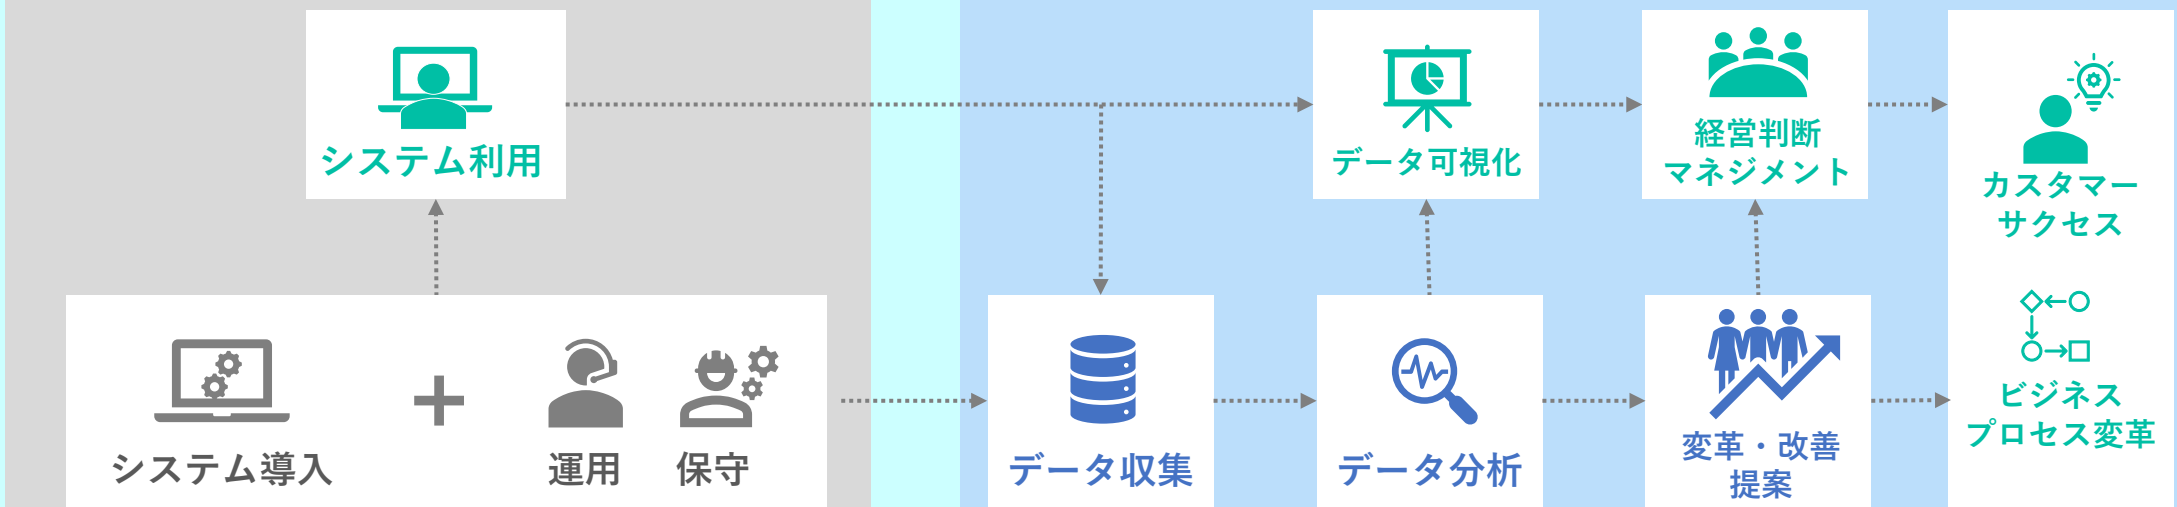 システム利用
データ可視化
経営判断
マネジメント
カスタマー
サクセス
システム導入
運用
保守
データ収集
データ分析
変革・改善
提案
ビジネス
プロセス変革